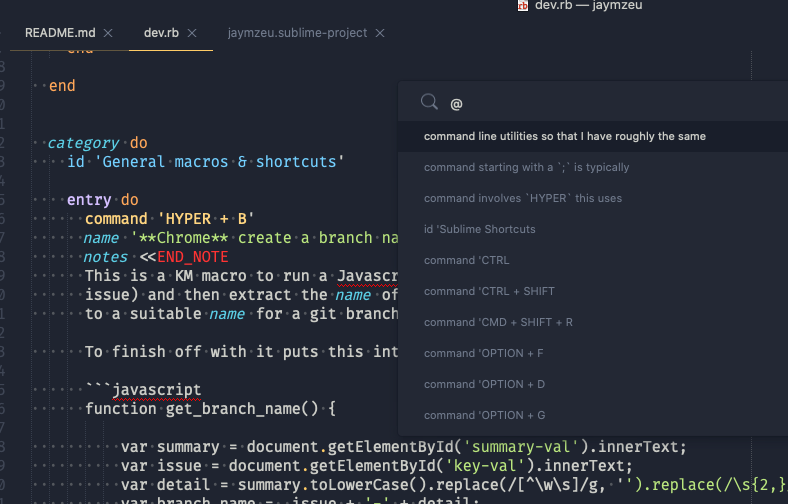 rb dev.rb — jaymzeu
README.md
dev.rb
jaymzeu.sublime-project
end
end
@
command line utilities so that I have roughly the same
command starting with a `;` is typically
command involves `HYPER` this uses
id 'Sublime Shortcuts
command 'CTRL
command 'CTRL + SHIFT
command 'CMD + SHIFT + R
command 'OPTION + F
command 'OPTION + D
command 'OPTION + G
category do
id 'General macros & shortcuts'
entry do
command 'HYPER + B'
name '**Chrome** create a branch na
notes <<END_NOTE
This is a KM macro to run a Javascr
issue) and then extract the name of
to a suitable name for a git branch
To finish off with it puts this int
```javascript
function get_branch_name() {
var summary = document.getElementById('summary-val').innerText;
var issue = document.getElementById('key-val').innerText;
var detail = summary.toLowerCase().replace(/[^\w\s]/g, '').replace(/\s{2,}
var branch_name = issue + '-' + detail;